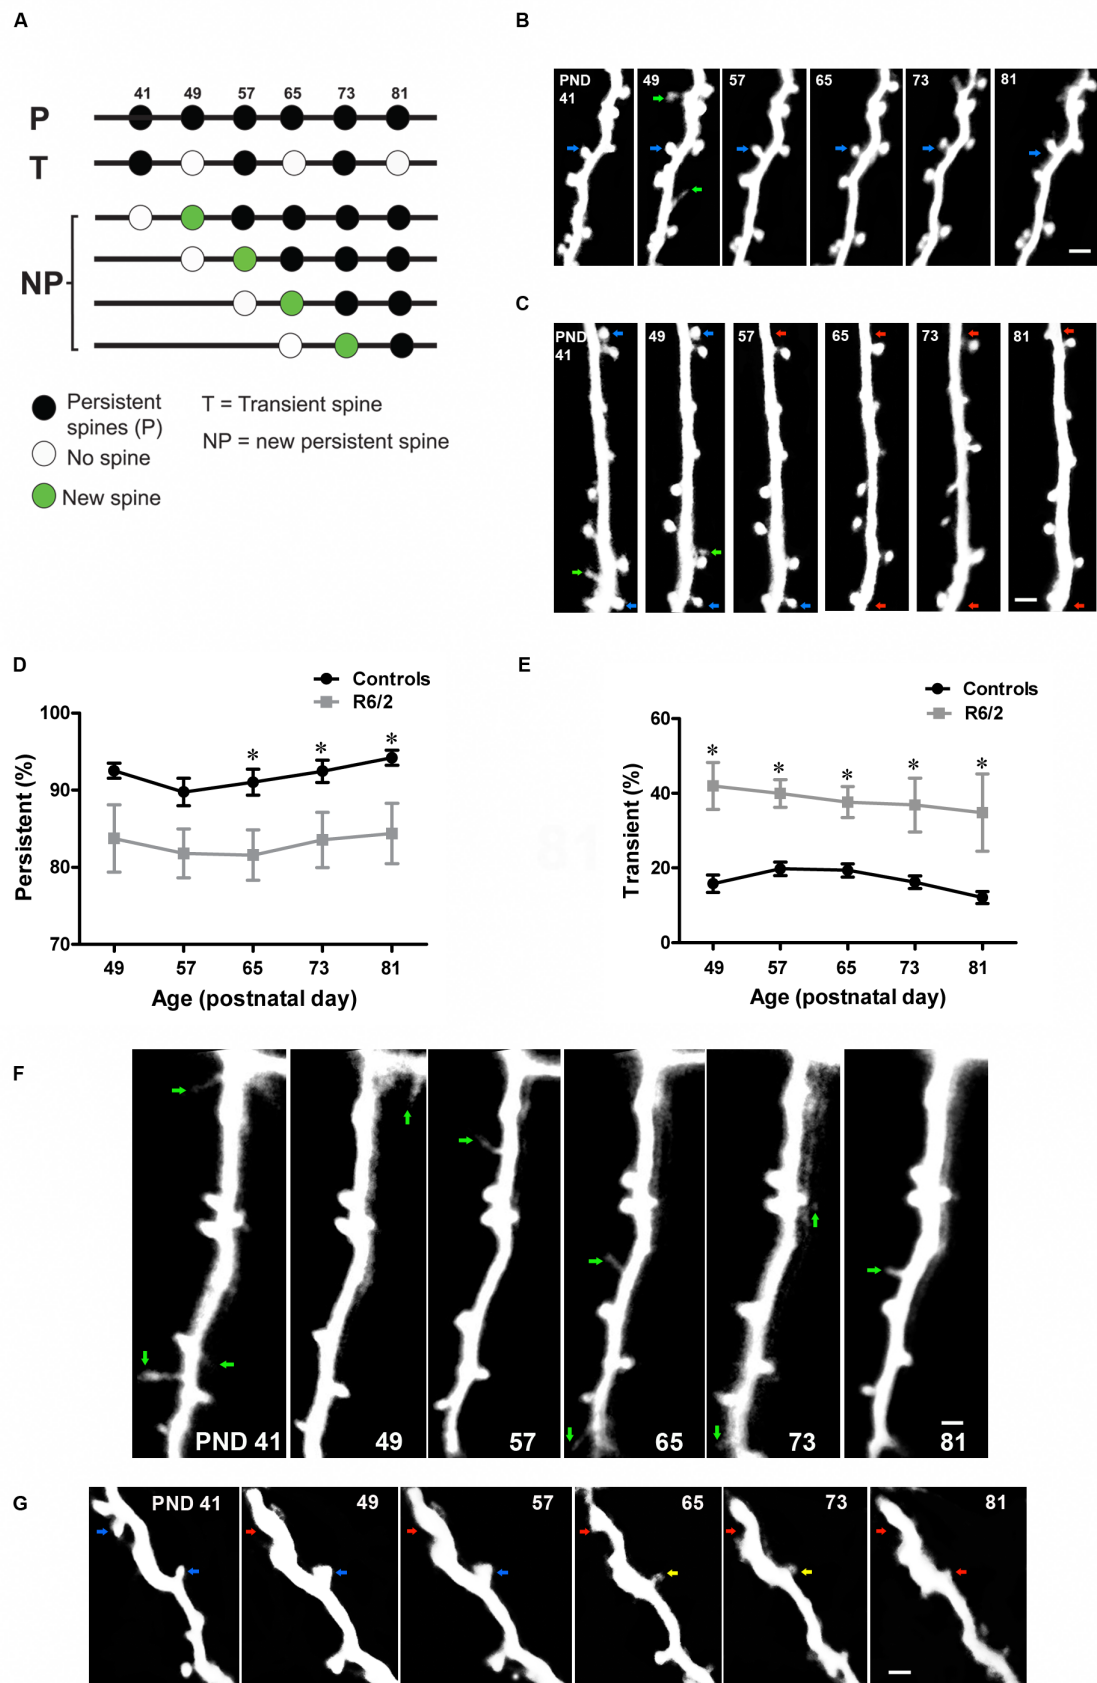 A
41 49 57 65 73 81
P
T
NP
Persistent
spines (P)
No spine
New spine
T = Transient spine
NP = new persistent spine
B
PND
41
49
57
65
73
81
C
PND
41
49
57
65
73
81
D
Controls
R6/2
Persistent (%)
100
90
80
70
* * *
49 57 65 73 81
Age (postnatal day)
E
Controls
R6/2
Transient (%)
60
40
20
0
* * * * *
49 57 65 73 81
Age (postnatal day)
81
F
PND 41
49
57
65
73
81
G
PND 41
49
57
65
73
81